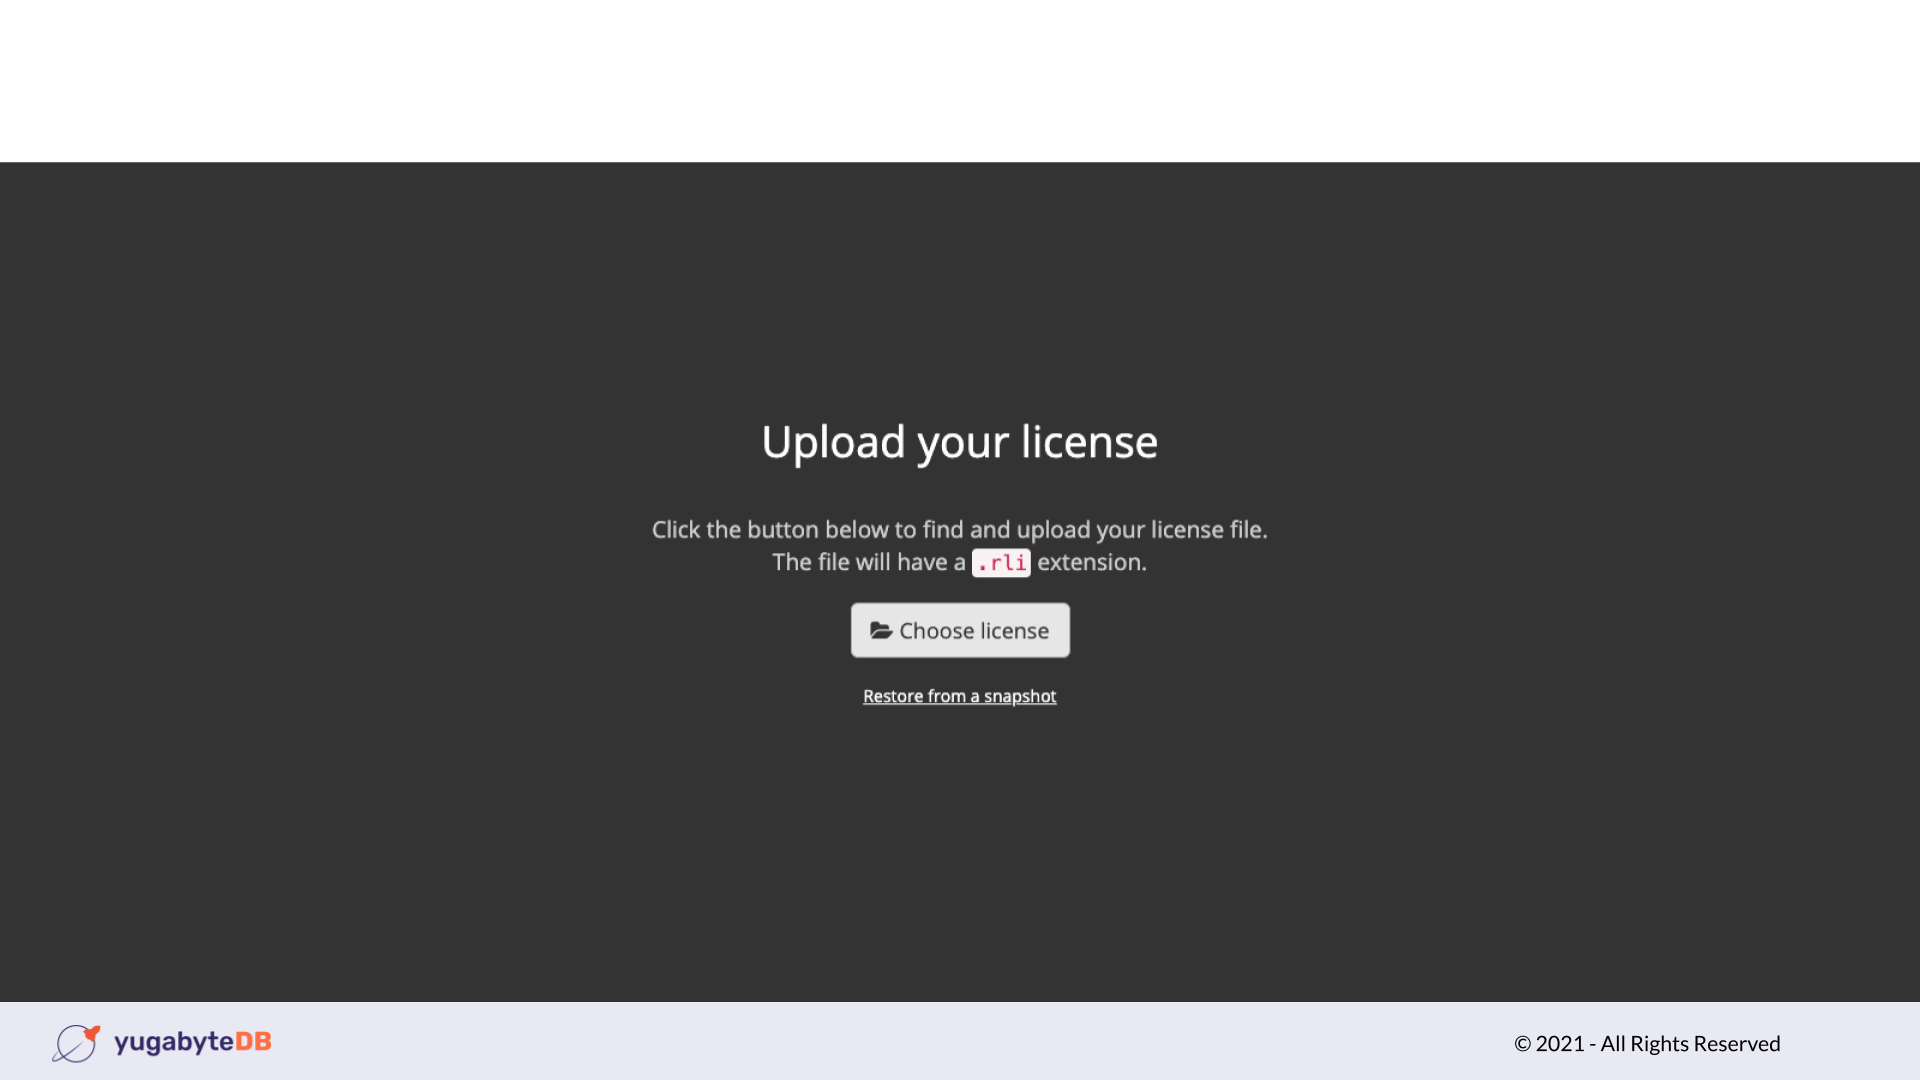 Upload your license
Click the button below to find and upload your license file.
The file will have a .rli extension.
Choose license
Restore from a snapshot
yugabyteDB
© 2021 - All Rights Reserved